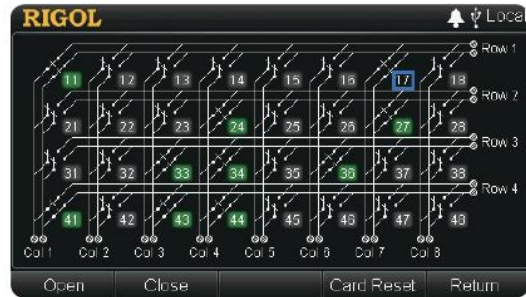 RIGOL Local
Row 1
11 12 13 14 15 16 17 18
Row 2
21 22 23 24 25 26 27 28
Row 3
31 32 33 34 35 36 37 38
Row 4
41 42 43 44 45 46 47 48
Col 1 Col 2 Col 3 Col 4 Col 5 Col 6 Col 7 Col 8
Open Close Card Reset Return